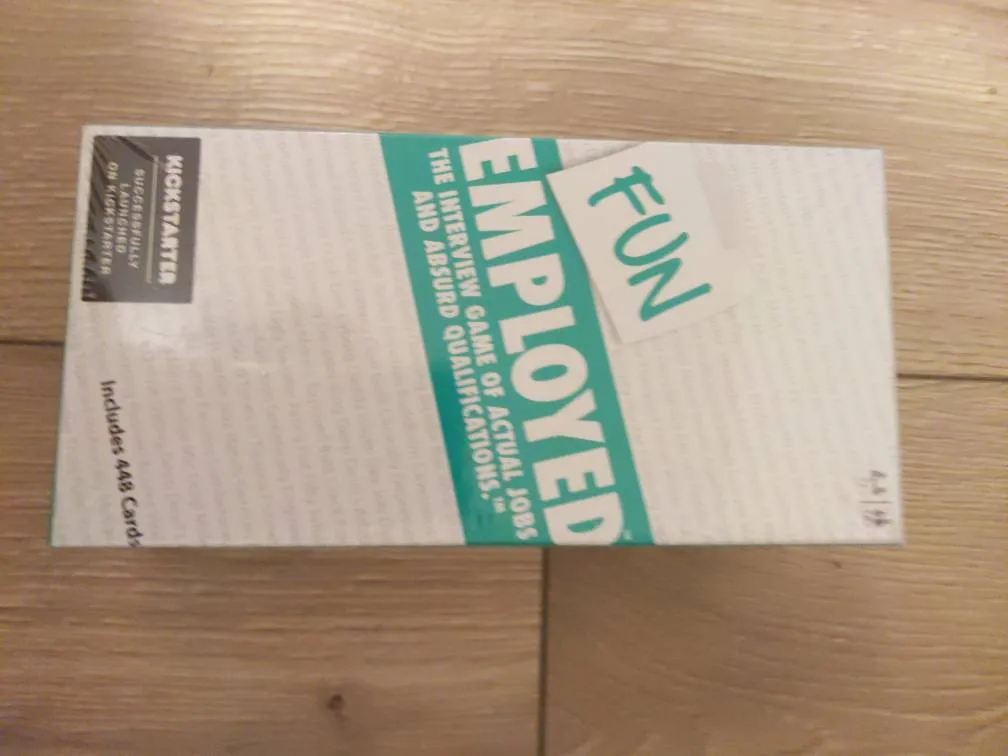 FUN
EMPLOYED
THE INTERVIEW GAME OF ACTUAL JOBS
AND ABSURD QUALIFICATIONS.™
KICKSTARTER
SUCCESSFULLY
LAUNCHED
ON KICKSTARTER
Includes 448 Cards